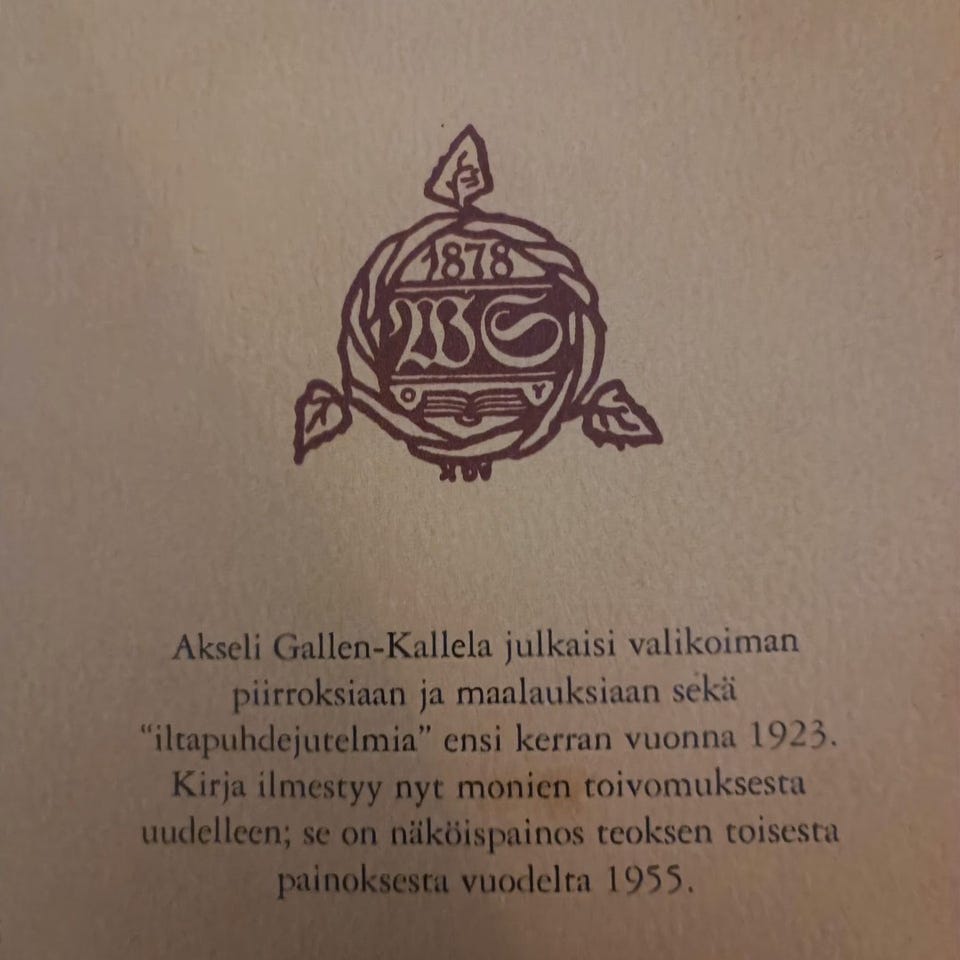 1878
WS
O Y
Akseli Gallen-Kallela julkaisi valikoiman
piirroksiaan ja maalauksiaan sekä
“iltapuhdejutelmia” ensi kerran vuonna 1923.
Kirja ilmestyy nyt monien toivomuksesta
uudelleen; se on näköispainos teoksen toisesta
painoksesta vuodelta 1955.